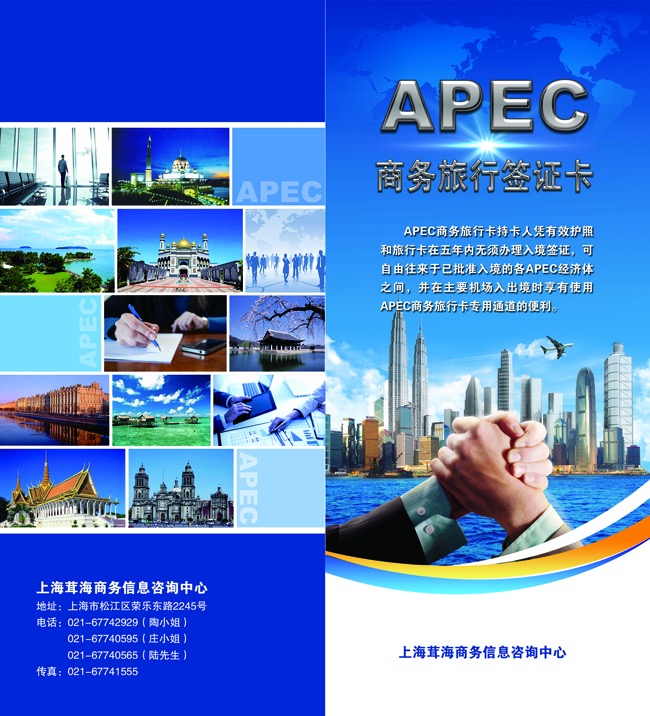 APEC
APEC
APEC
上海茸海商务信息咨询中心
地址：上海市松江区荣乐东路2245号
电话：021-67742929（陶小姐）
021-67740595（庄小姐）
021-67740565（陆先生）
传真：021-67741555
APEC
商务旅行签证卡
APEC商务旅行卡持卡人凭有效护照
和旅行卡在五年内无须办理入境签证，可
自由往来于已批准入境的各APEC经济体
之间，并在主要机场入出境时享有使用
APEC商务旅行卡专用通道的便利。
上海茸海商务信息咨询中心